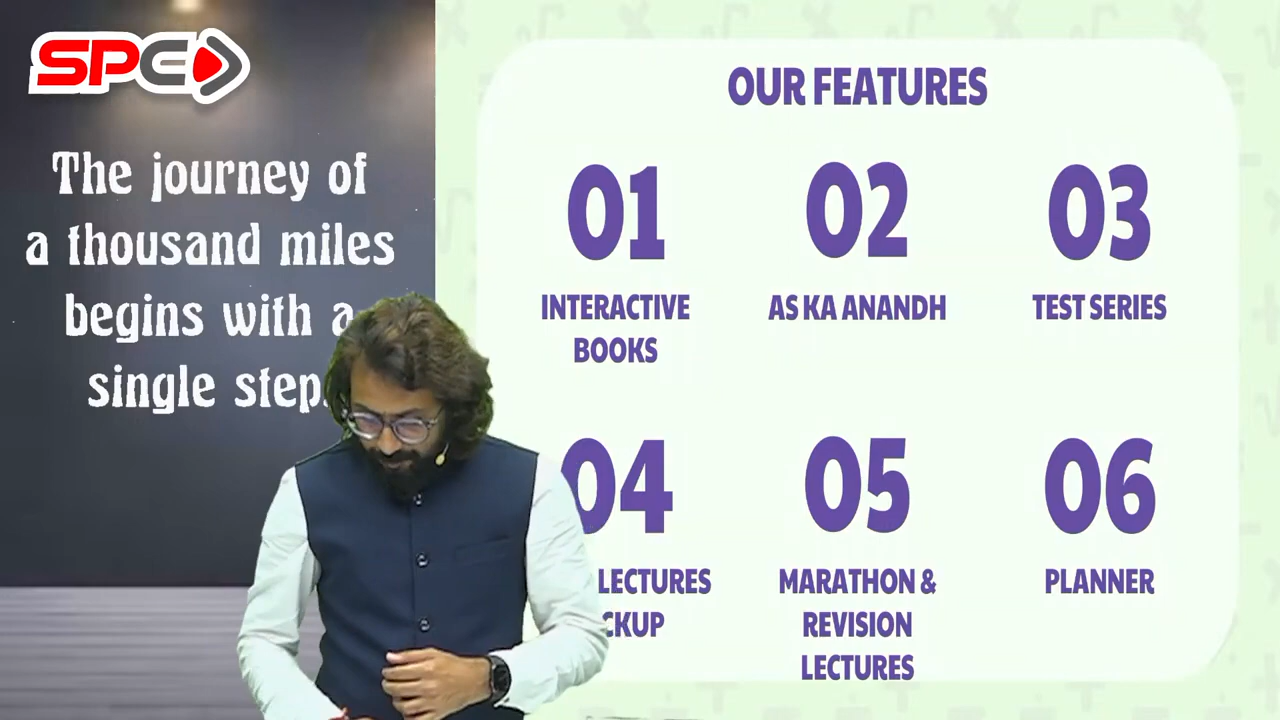 SPED
The journey of
a thousand miles
begins with a
single step.
OUR FEATURES
01
INTERACTIVE
BOOKS
02
AS KA ANANDH
03
TEST SERIES
04
LECTURES
CKUP
05
MARATHON &
REVISION
LECTURES
06
PLANNER